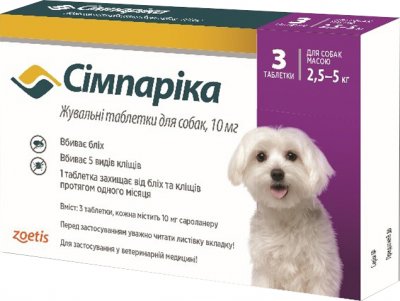 3
ТАБЛЕТКИ
ДЛЯ СОБАК
МАСОЮ
2,5–5 кг
Сімпаріка
Жувальні таблетки для собак, 10 мг
Вбиває бліх
Вбиває 5 видів кліщів
1 таблетка захищає від бліх та кліщів
протягом одного місяця
Вміст: 3 таблетки, кожна містить 10 мг сароланеру
Перед застосуванням уважно читати листівку вкладку!
Для застосування у ветеринарній медицині!
zoetis